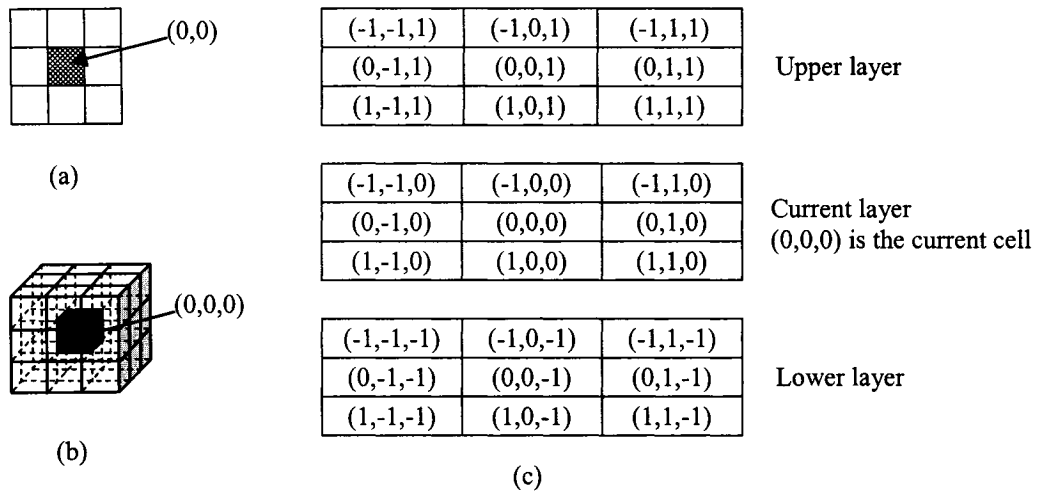 (0,0)
(a)
(0,0,0)
(b)
(-1,-1,1) (-1,0,1) (-1,1,1)
(0,-1,1) (0,0,1) (0,1,1)
(1,-1,1) (1,0,1) (1,1,1)
Upper layer
(-1,-1,0) (-1,0,0) (-1,1,0)
(0,-1,0) (0,0,0) (0,1,0)
(1,-1,0) (1,0,0) (1,1,0)
Current layer
(0,0,0) is the current cell
(-1,-1,-1) (-1,0,-1) (-1,1,-1)
(0,-1,-1) (0,0,-1) (0,1,-1)
(1,-1,-1) (1,0,-1) (1,1,-1)
Lower layer
(c)